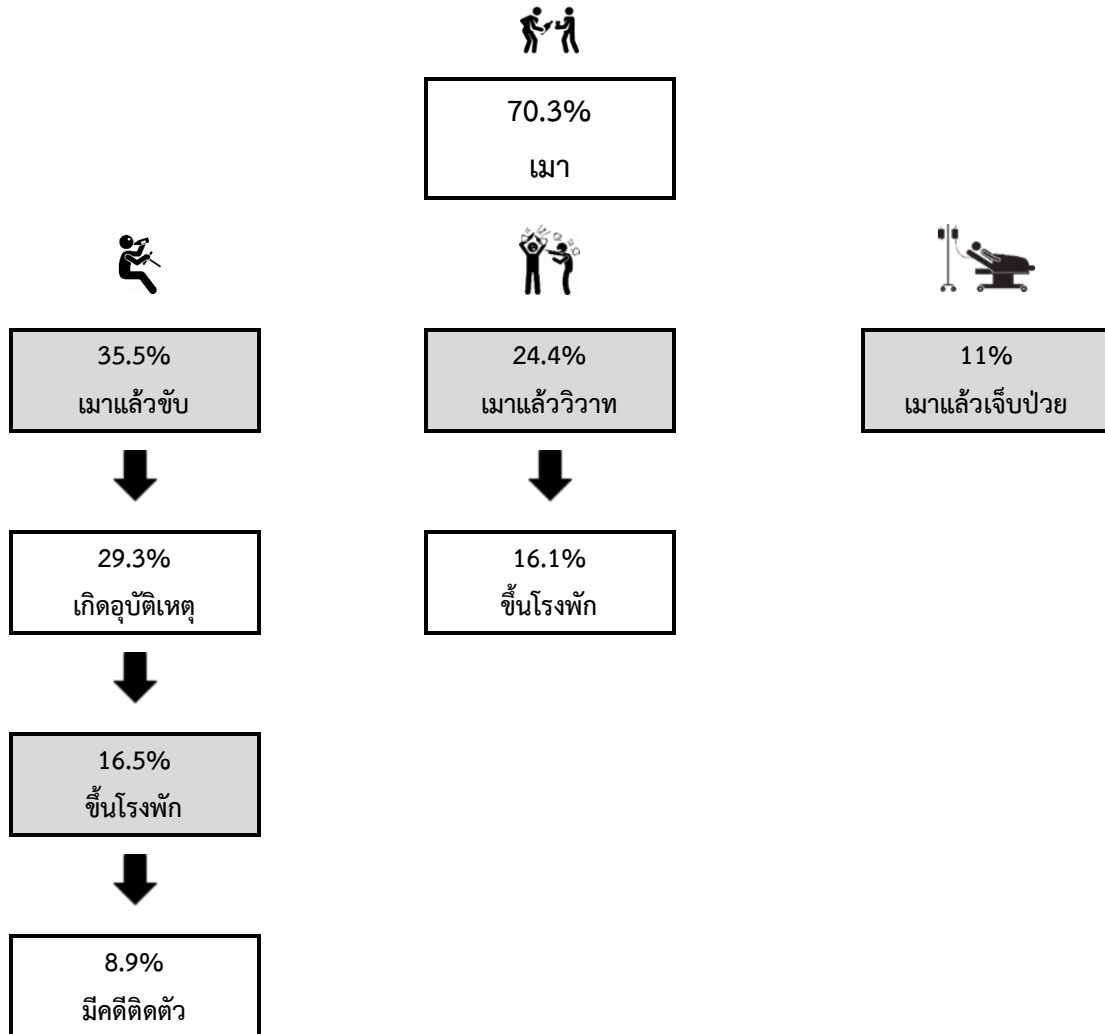 70.3%
เมา
35.5%
เมาแล้วขับ
24.4%
เมาแล้ววิวาท
11%
เมาแล้วเจ็บป่วย
29.3%
เกิดอุบัติเหตุ
16.1%
ขึ้นโรงพัก
16.5%
ขึ้นโรงพัก
8.9%
มีคดีติดตัว